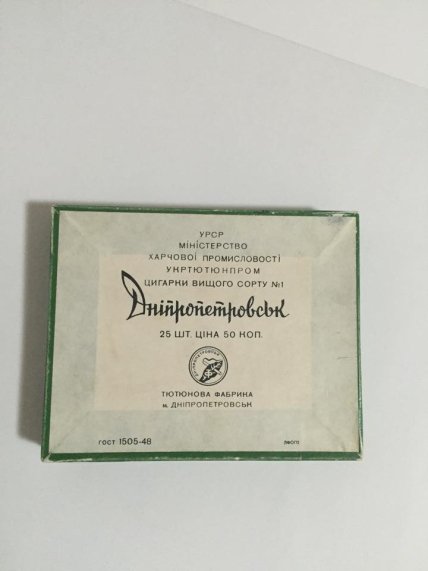 УРСР
МІНІСТЕРСТВО
ХАРЧОВОЇ ПРОМИСЛОВОСТІ
УКРТЮТЮНПРОМ
ЦИГАРКИ ВИЩОГО СОРТУ №1
Дніпропетровськ
25 ШТ. ЦІНА 50 КОП.
ТЮТЮНОВА ФАБРИКА
м. ДНІПРОПЕТРОВСЬК
ГОСТ 1505-48